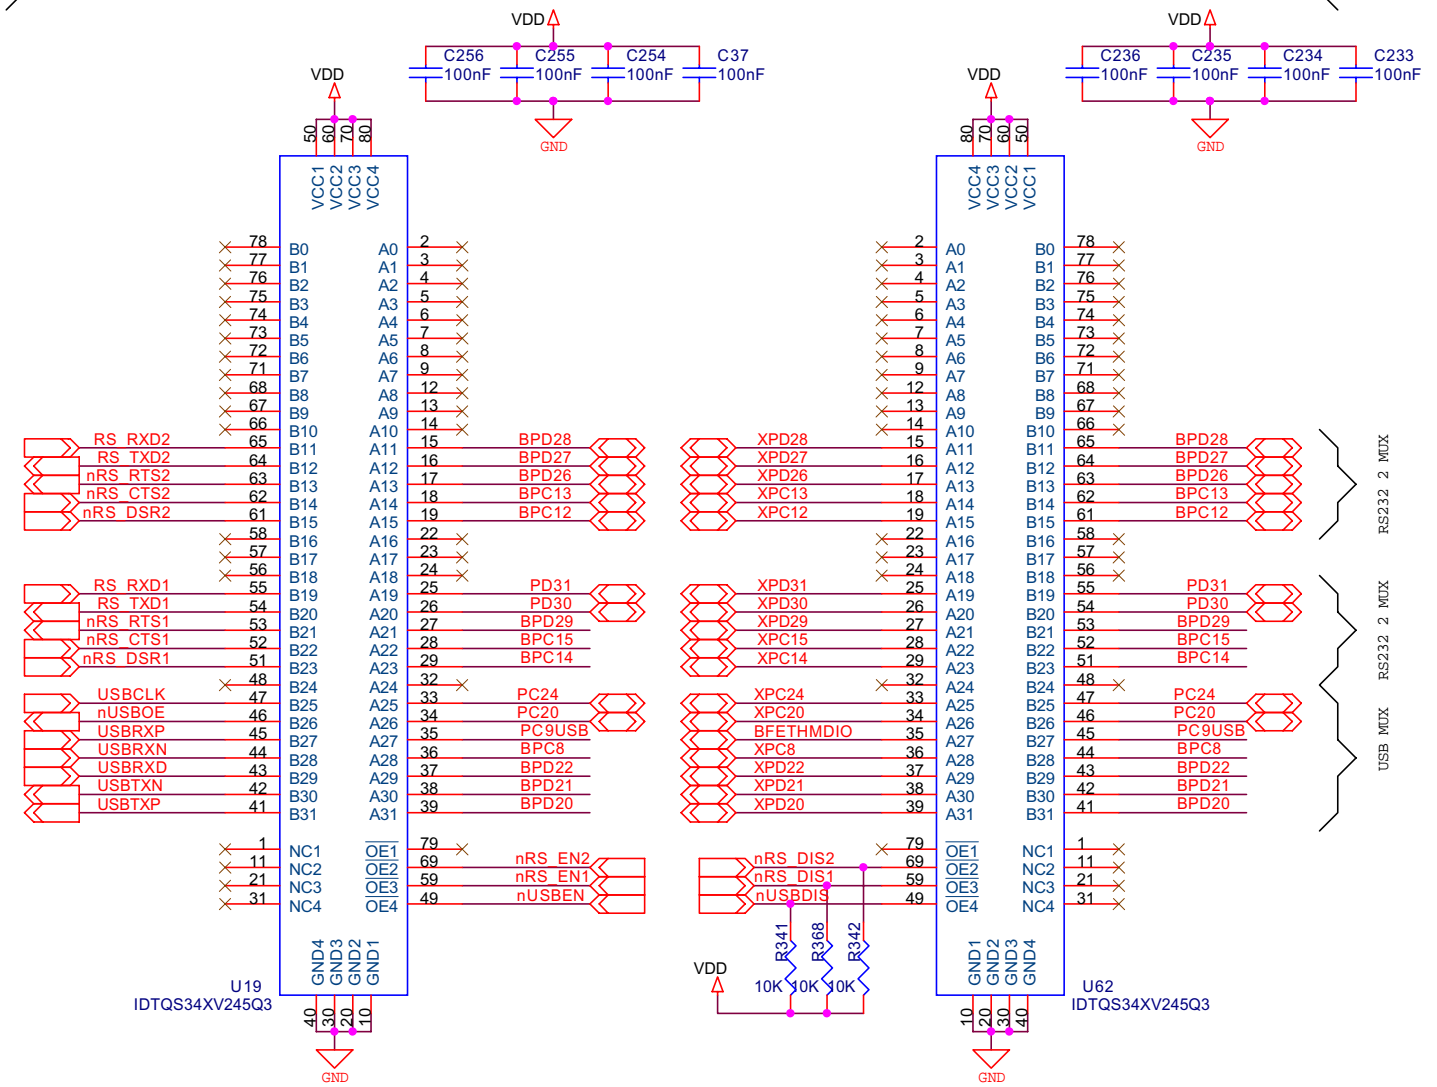 VDD VDD
C256 C255 C254 C37 C236 C235 C234 C233
100nF 100nF 100nF 100nF 100nF 100nF 100nF 100nF
VDD VDD
GND GND
50 60 70 80 80 70 60 50
VCC1 VCC2 VCC3 VCC4 VCC4 VCC3 VCC2 VCC1
78 B0 A0 2 2 A0 B0 78
77 B1 A1 3 3 A1 B1 77
76 B2 A2 4 4 A2 B2 76
75 B3 A3 5 5 A3 B3 75
74 B4 A4 6 6 A4 B4 74
73 B5 A5 7 7 A5 B5 73
72 B6 A6 8 8 A6 B6 72
71 B7 A7 9 9 A7 B7 71
68 B8 A8 12 12 A8 B8 68
67 B9 A9 13 13 A9 B9 67
66 B10 A10 14 14 A10 B10 66
RS_RXD2 65 B11 A11 15 BPD28 XPD28 15 A11 B11 65 BPD28
RS_TXD2 64 B12 A12 16 BPD27 XPD27 16 A12 B12 64 BPD27
nRS_RTS2 63 B13 A13 17 BPD26 XPD26 17 A13 B13 63 BPD26
nRS_CTS2 62 B14 A14 18 BPC13 XPC13 18 A14 B14 62 BPC13
nRS_DSR2 61 B15 A15 19 BPC12 XPC12 19 A15 B15 61 BPC12
RS232 2 MUX
58 B16 A16 22 22 A16 B16 58
57 B17 A17 23 23 A17 B17 57
56 B18 A18 24 24 A18 B18 56
RS_RXD1 55 B19 A19 25 PD31 XPD31 25 A19 B19 55 PD31
RS_TXD1 54 B20 A20 26 PD30 XPD30 26 A20 B20 54 PD30
nRS_RTS1 53 B21 A21 27 BPD29 XPD29 27 A21 B21 53 BPD29
nRS_CTS1 52 B22 A22 28 BPC15 XPC15 28 A22 B22 52 BPC15
nRS_DSR1 51 B23 A23 29 BPC14 XPC14 29 A23 B23 51 BPC14
RS232 2 MUX
48 B24 A24 32 32 A24 B24 48
USBCLK 47 B25 A25 33 PC24 XPC24 33 A25 B25 47 PC24
nUSBOE 46 B26 A26 34 PC20 XPC20 34 A26 B26 46 PC20
USBRXP 45 B27 A27 35 PC9USB BFETHMDIO 35 A27 B27 45 PC9USB
USBRXN 44 B28 A28 36 BPC8 XPC8 36 A28 B28 44 BPC8
USBRXD 43 B29 A29 37 BPD22 XPD22 37 A29 B29 43 BPD22
USBTXN 42 B30 A30 38 BPD21 XPD21 38 A30 B30 42 BPD21
USBTXP 41 B31 A31 39 BPD20 XPD20 39 A31 B31 41 BPD20
USB MUX
1 NC1 OE1 79 79 OE1 NC1 1
11 NC2 OE2 69 nRS_EN2 nRS_DIS2 69 OE2 NC2 11
21 NC3 OE3 59 nRS_EN1 nRS_DIS1 59 OE3 NC3 21
31 NC4 OE4 49 nUSBEN nUSBDIS 49 OE4 NC4 31
R341 R368 R342
GND4 GND3 GND2 GND1 GND1 GND2 GND3 GND4
VDD
U19 10K 10K 10K U62
IDTQS34XV245Q3 IDTQS34XV245Q3
40 30 20 10 10 20 30 40
GND GND